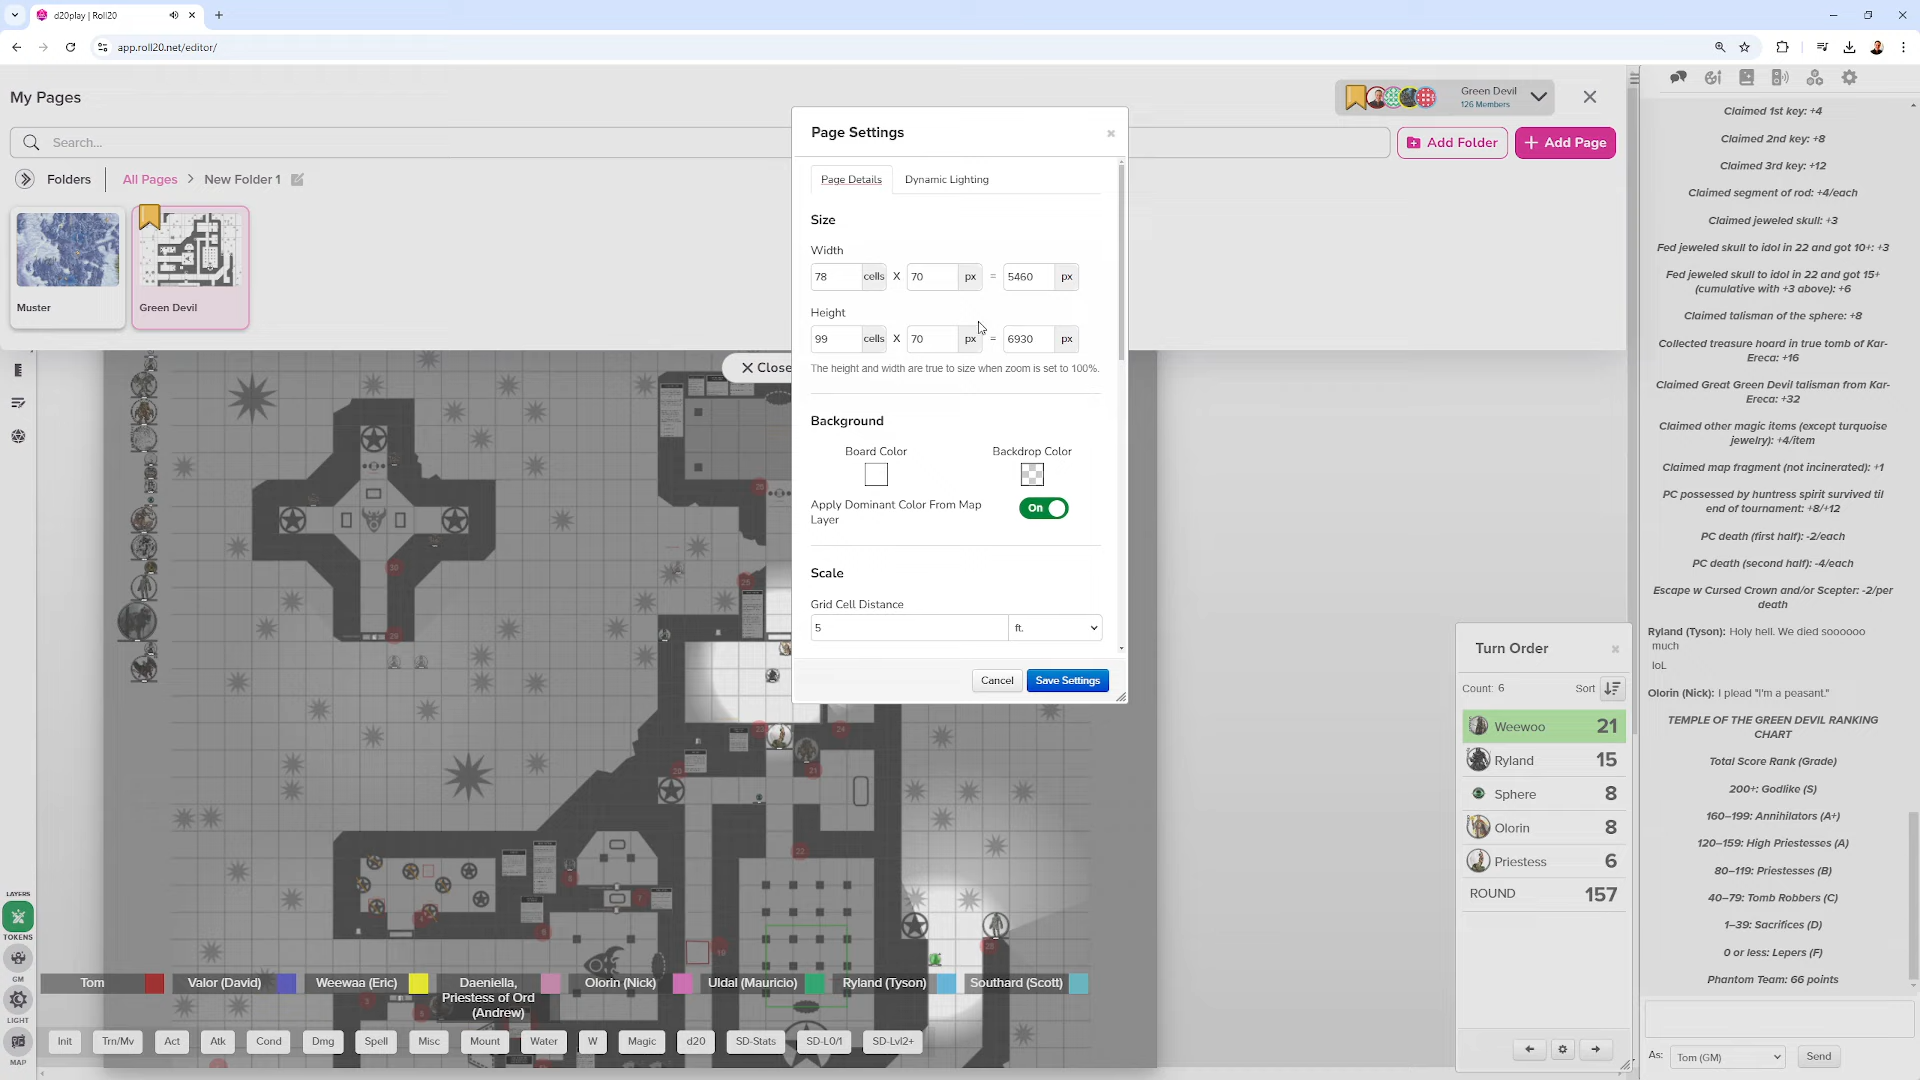 d20play | Roll20
app.roll20.net/editor/
My Pages
Green Devil
126 Members
Search...
Add Folder
Add Page
Folders
All Pages > New Folder 1
Muster
Green Devil
Close
Page Settings
Page Details
Dynamic Lighting
Size
Width
78 cells X 70 px = 5460 px
Height
99 cells X 70 px = 6930 px
The height and width are true to size when zoom is set to 100%.
Background
Board Color
Backdrop Color
Apply Dominant Color From Map
Layer
On
Scale
Grid Cell Distance
5
ft.
Cancel
Save Settings
Claimed 1st key: +4
Claimed 2nd key: +8
Claimed 3rd key: +12
Claimed segment of rod: +4/each
Claimed jeweled skull: +3
Fed jeweled skull to idol in 22 and got 10+: +3
Fed jeweled skull to idol in 22 and got 15+
(cumulative with +3 above): +6
Claimed talisman of the sphere: +8
Collected treasure hoard in true tomb of Kar-
Ereca: +16
Claimed Great Green Devil talisman from Kar-
Ereca: +32
Claimed other magic items (except turquoise
jewelry): +4/item
Claimed map fragment (not incinerated): +1
PC possessed by huntress spirit survived til
end of tournament: +8/+12
PC death (first half): -2/each
PC death (second half): -4/each
Escape w Cursed Crown and/or Scepter: -2/per
death
Ryland (Tyson): Holy hell. We died soooooo
much
loL
Olorin (Nick): I plead "I'm a peasant."
TEMPLE OF THE GREEN DEVIL RANKING
CHART
Total Score Rank (Grade)
200+: Godlike (S)
160–199: Annihilators (A+)
120–159: High Priestesses (A)
80–119: Priestesses (B)
40–79: Tomb Robbers (C)
1–39: Sacrifices (D)
0 or less: Lepers (F)
Phantom Team: 66 points
As:
Tom (GM)
Send
Turn Order
Count: 6
Sort
Weewoo 21
Ryland 15
Sphere 8
Olorin 8
Priestess 6
ROUND 157
LAYERS
TOKENS
GM
LIGHT
MAP
30
29
26
25
23
24
20
21
22
28
7
Tom
Valor (David)
Weewaa (Eric)
Daeniella,
Priestess of Ord
(Andrew)
Olorin (Nick)
Uldal (Mauricio)
Ryland (Tyson)
Southard (Scott)
Init
Trn/Mv
Act
Atk
Cond
Dmg
Spell
Misc
Mount
Water
W
Magic
d20
SD-Stats
SD-L0/1
SD-Lvl2+